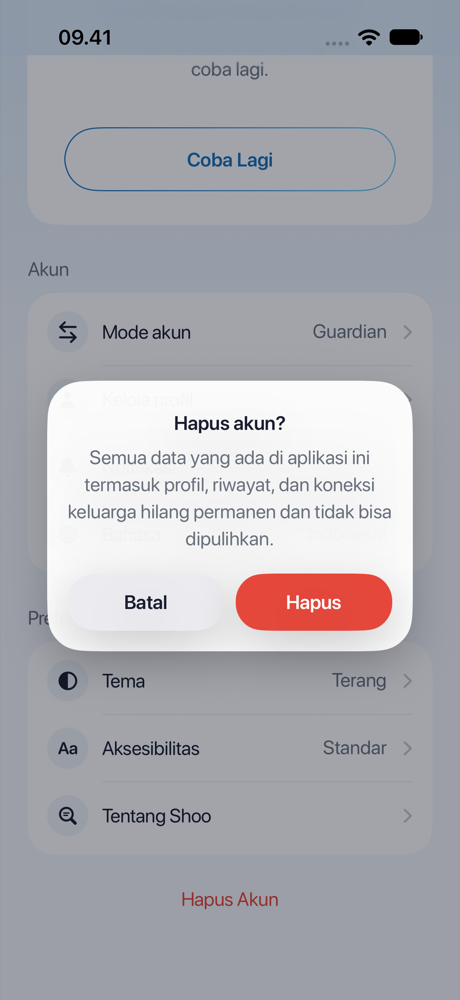 09.41
coba lagi.
Coba Lagi
Akun
Mode akun Guardian
Kelola profil
Hapus akun?
Semua data yang ada di aplikasi ini
termasuk profil, riwayat, dan koneksi
keluarga hilang permanen dan tidak bisa
dipulihkan.
Batal Hapus
Tema Terang
Aa Aksesibilitas Standar
Tentang Shoo
Hapus Akun